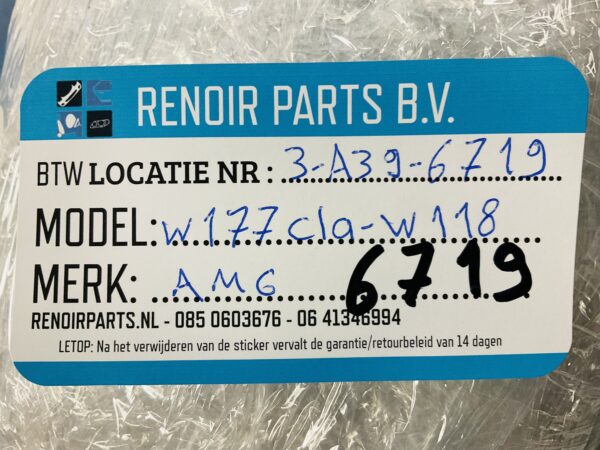 RENOIR PARTS B.V.
BTW LOCATIE NR : 3-A39-6719
MODEL: W177 cla-W118
MERK: AMG 6719
RENOIRPARTS.NL - 085 0603676 - 06 41346994
LETOP: Na het verwijderen van de sticker vervalt de garantie/retourbeleid van 14 dagen